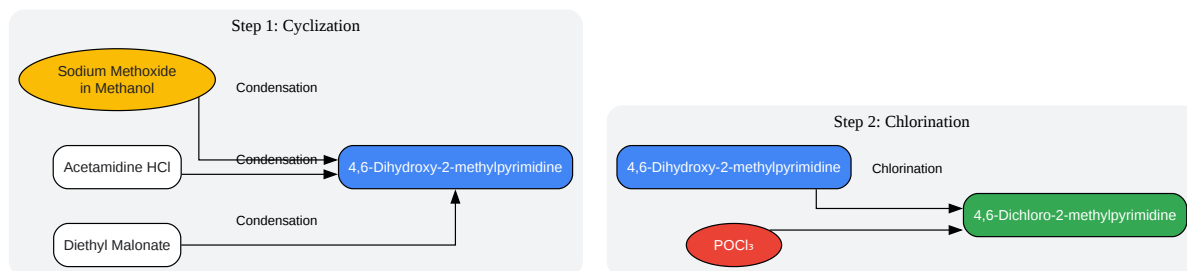 Step 1: Cyclization
Sodium Methoxide
in Methanol
Condensation
Acetamidine HCl
Condensation
4,6-Dihydroxy-2-methylpyrimidine
Diethyl Malonate
Condensation
Step 2: Chlorination
4,6-Dihydroxy-2-methylpyrimidine
Chlorination
POCl₃
4,6-Dichloro-2-methylpyrimidine